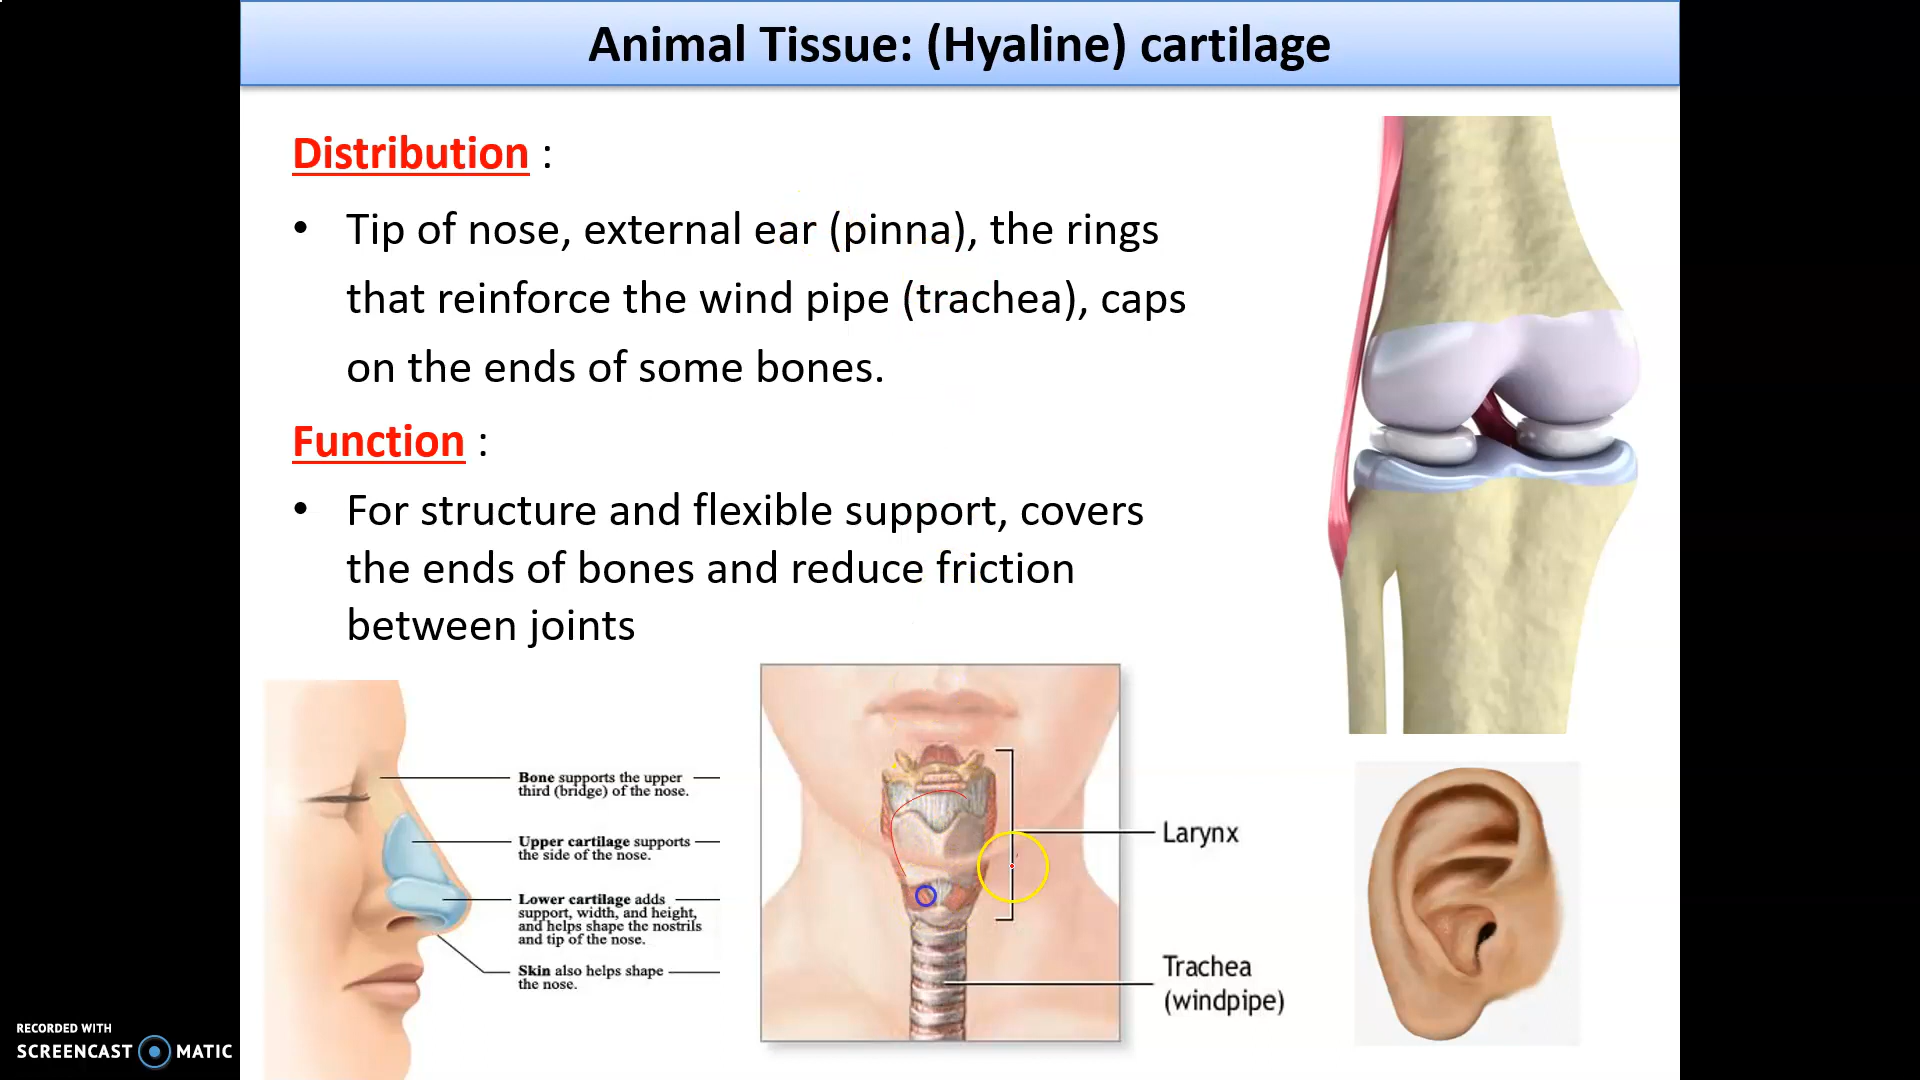 Animal Tissue: (Hyaline) cartilage
Distribution :
• Tip of nose, external ear (pinna), the rings
that reinforce the wind pipe (trachea), caps
on the ends of some bones.
Function :
• For structure and flexible support, covers
the ends of bones and reduce friction
between joints
Bone supports the upper
third (bridge) of the nose.
Upper cartilage supports
the side of the nose.
Lower cartilage adds
support, width, and height,
and helps shape the nostrils
and tip of the nose.
Skin also helps shape
the nose.
Larynx
Trachea
(windpipe)
RECORDED WITH
SCREENCAST MATIC